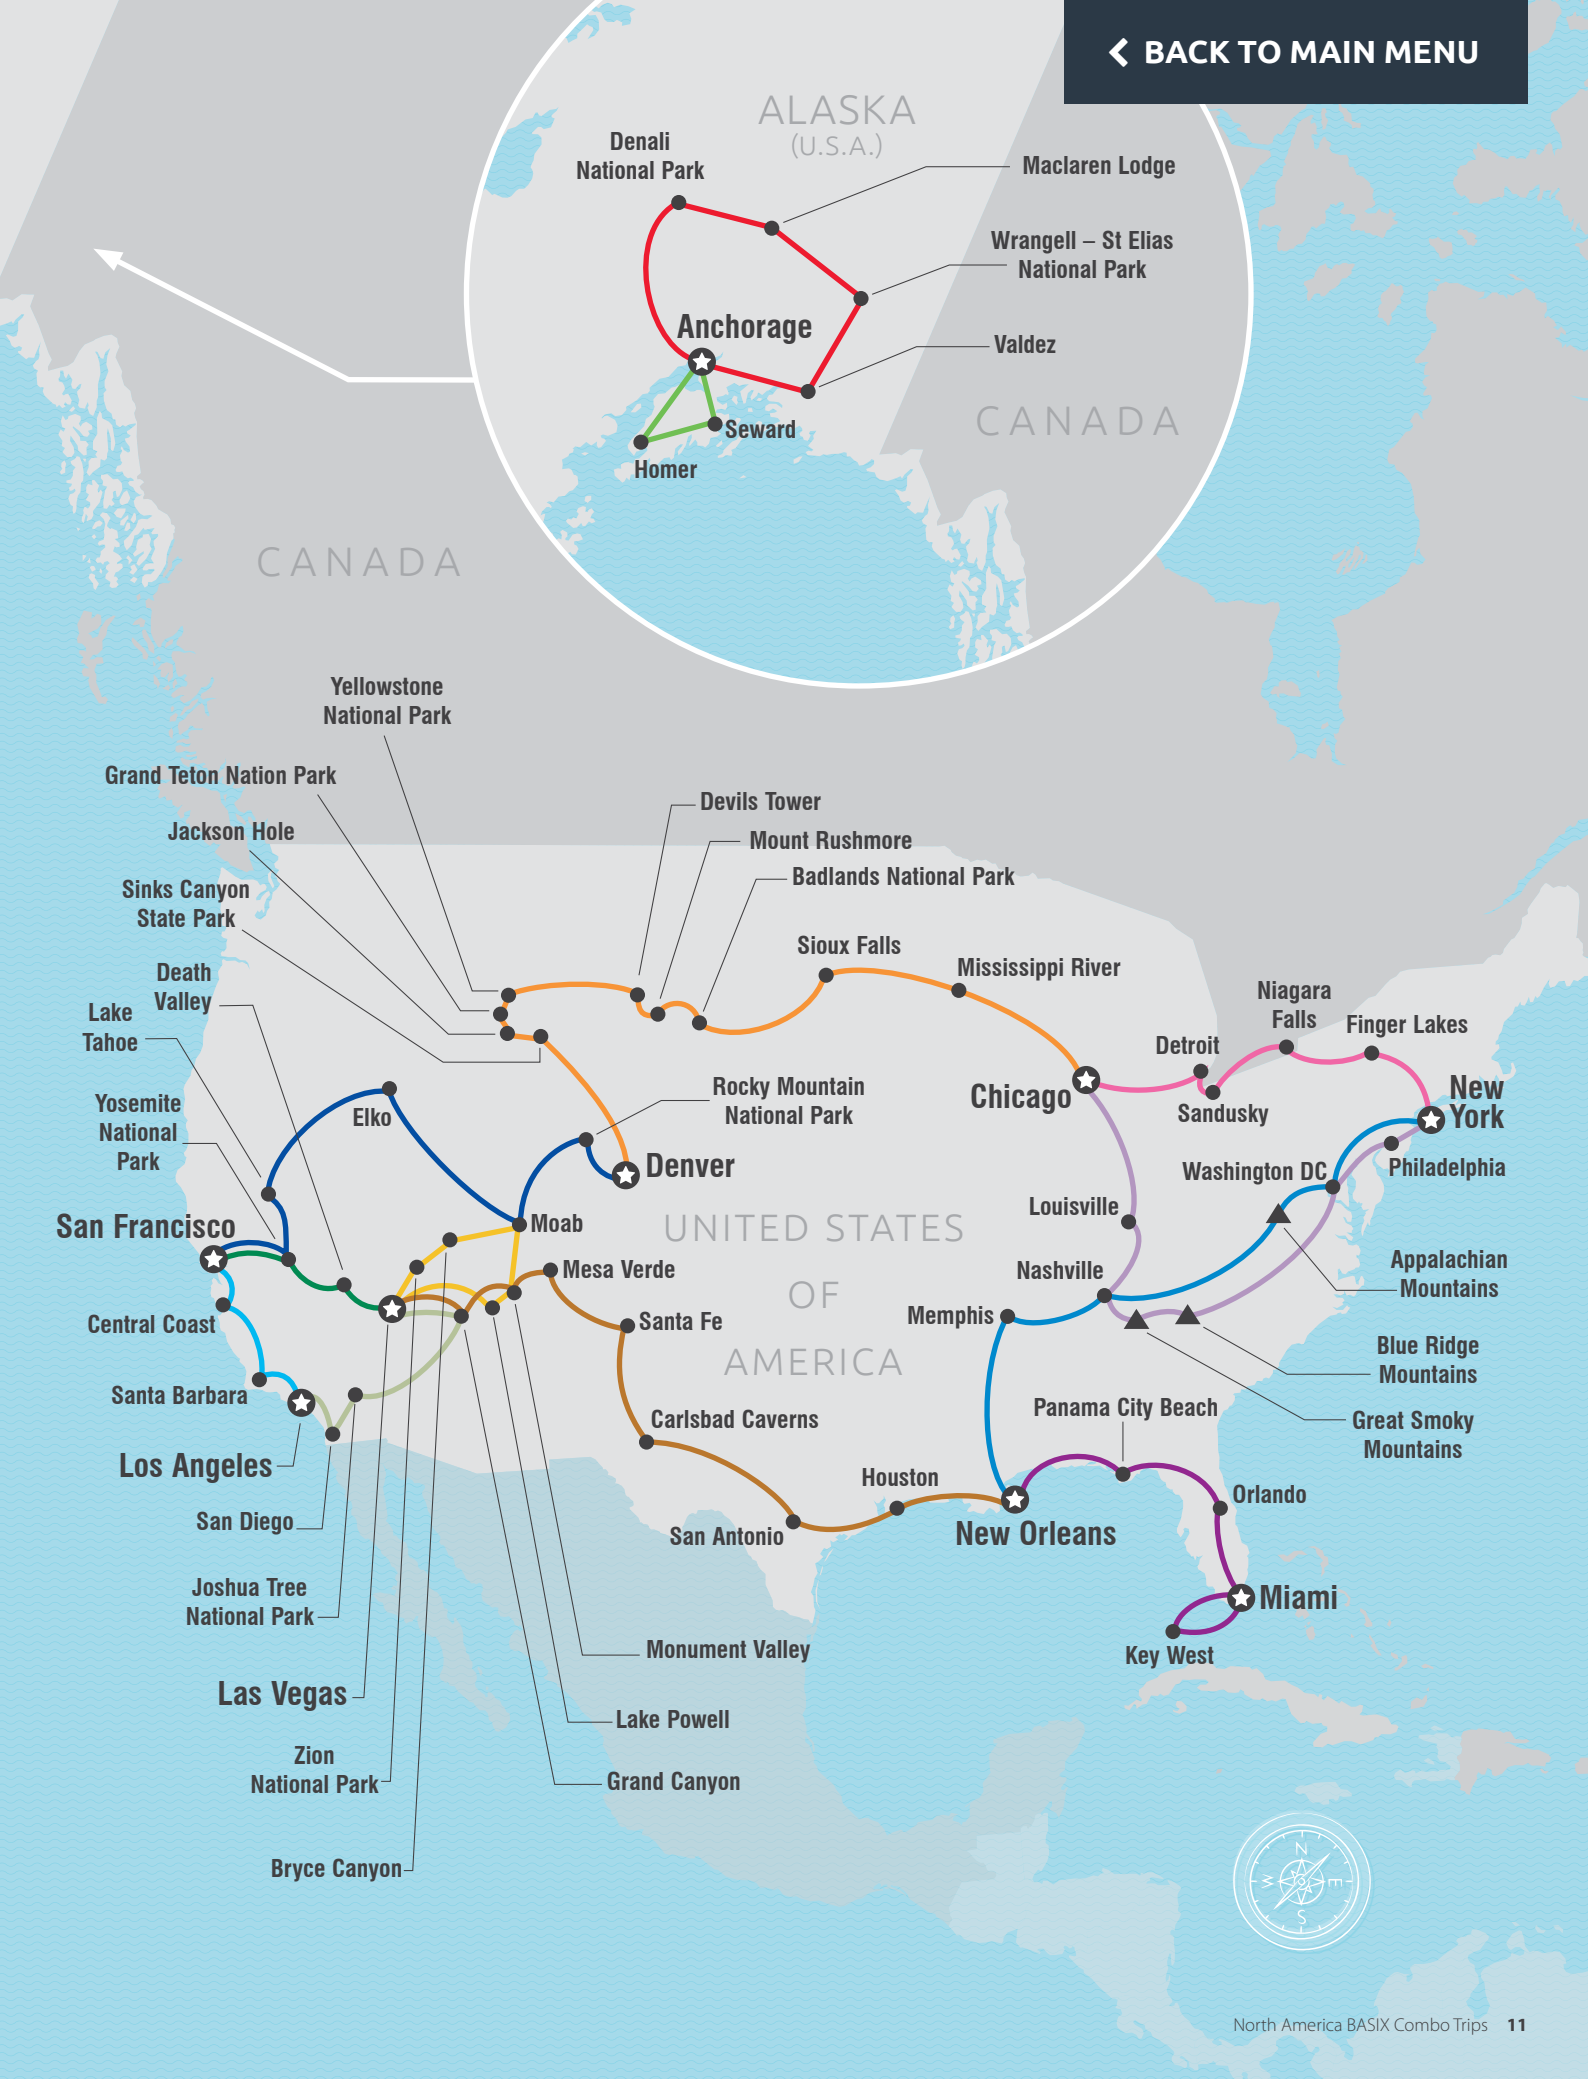 BACK TO MAIN MENU
ALASKA
(U.S.A.)
Denali
National Park
Maclaren Lodge
Wrangell – St Elias
National Park
Anchorage
Valdez
CANADA
Seward
Homer
CANADA
Yellowstone
National Park
Grand Teton Nation Park
Jackson Hole
Sinks Canyon
State Park
Death
Valley
Lake
Tahoe
Yosemite
National
Park
Devils Tower
Mount Rushmore
Badlands National Park
Sioux Falls
Mississippi River
Niagara
Falls
Finger Lakes
Detroit
Sandusky
Chicago
New
York
Elko
Rocky Mountain
National Park
Denver
Washington DC
Philadelphia
San Francisco
Moab
UNITED STATES
OF
AMERICA
Louisville
Nashville
Appalachian
Mountains
Mesa Verde
Central Coast
Santa Fe
Memphis
Blue Ridge
Mountains
Santa Barbara
Carlsbad Caverns
Panama City Beach
Great Smoky
Mountains
Los Angeles
Houston
Orlando
San Diego
San Antonio
New Orleans
Joshua Tree
National Park
Miami
Key West
Monument Valley
Las Vegas
Lake Powell
Zion
National Park
Grand Canyon
Bryce Canyon
N
W
E
S
North America BASIX Combo Trips 11